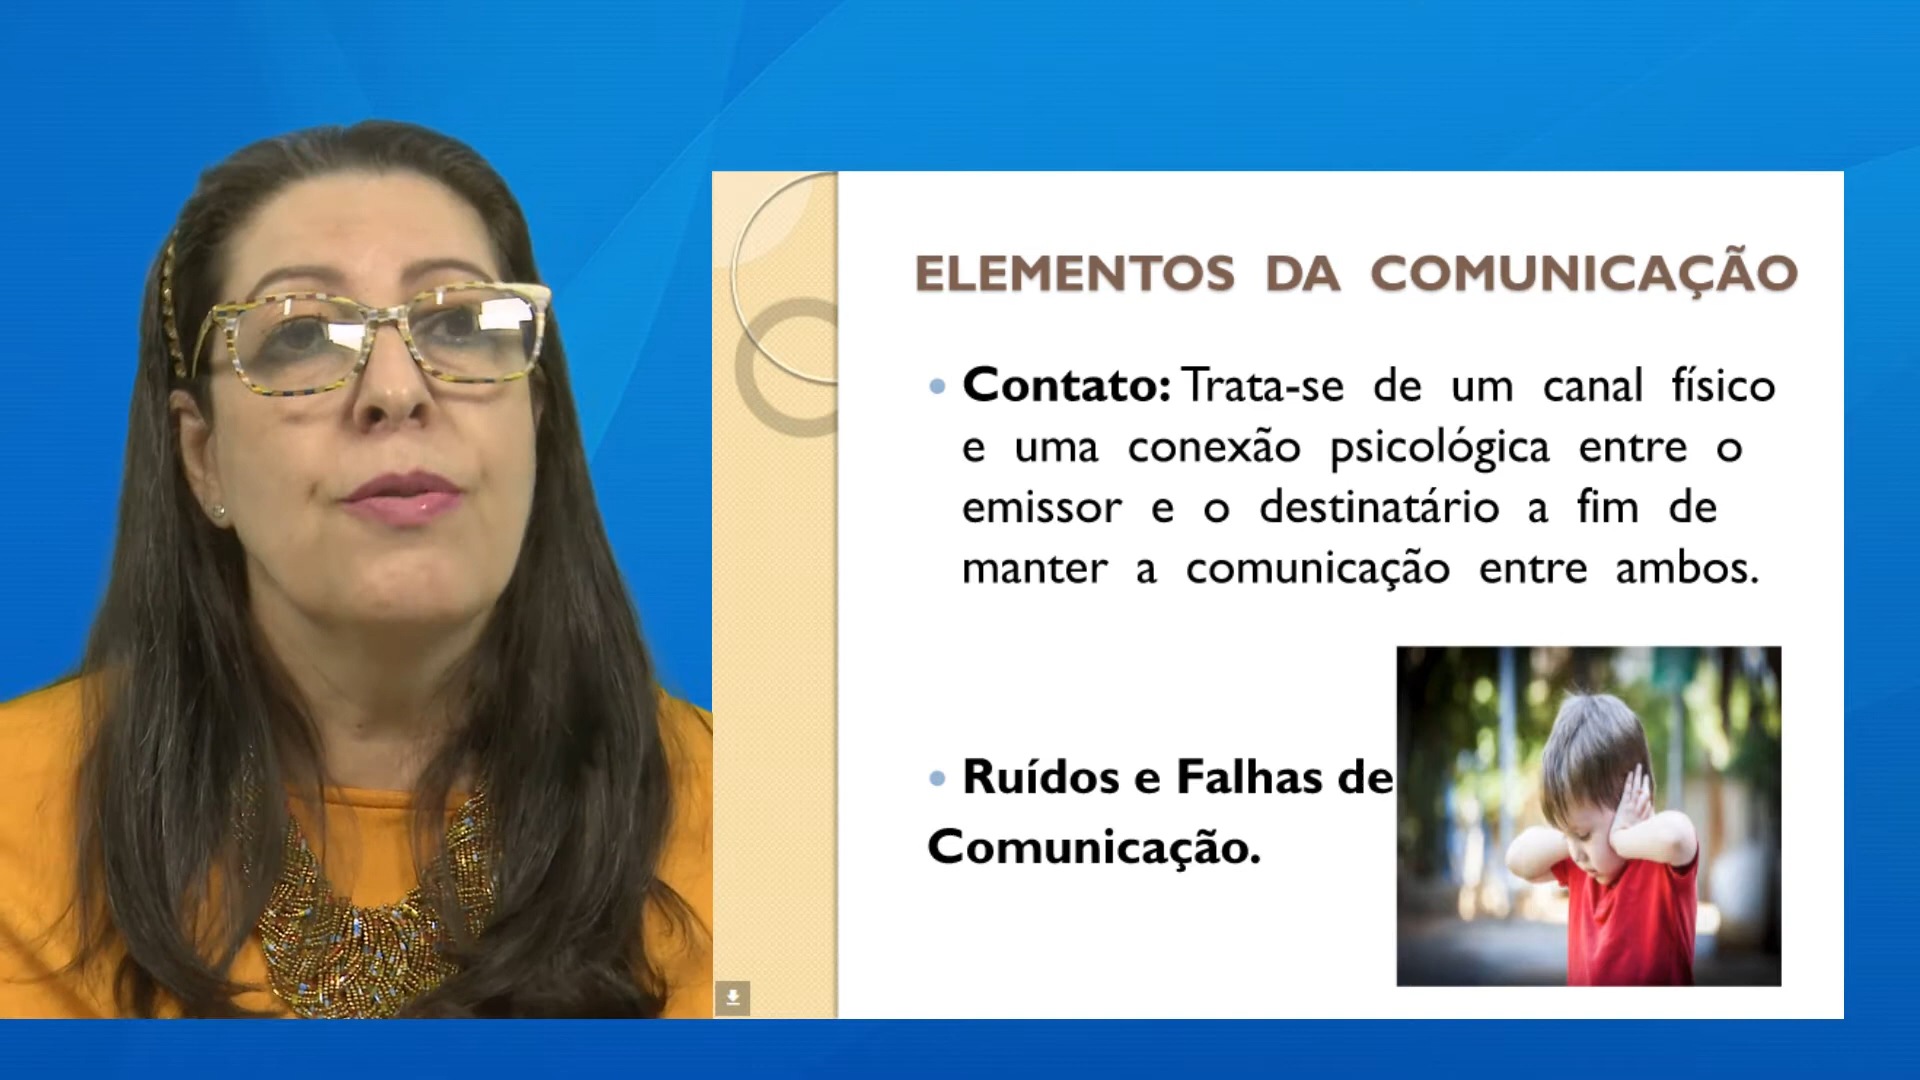 ELEMENTOS DA COMUNICAÇÃO
• Contato: Trata-se de um canal físico
e uma conexão psicológica entre o
emissor e o destinatário a fim de
manter a comunicação entre ambos.
• Ruídos e Falhas de
Comunicação.